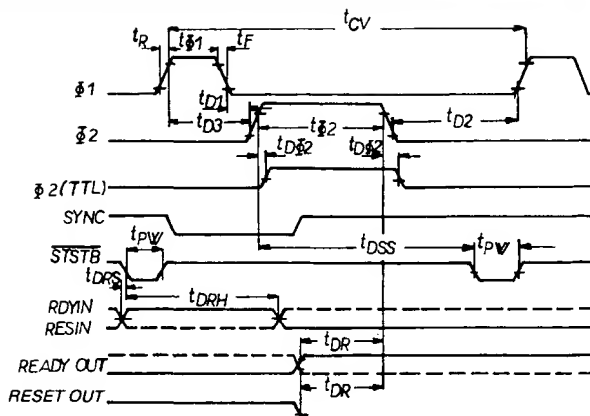 tCV
tR tΦ1 tF
Φ1
tD1
tD3 tΦ2 tD2
Φ2
tDΦ2 tDΦ2
Φ2(TTL)
SYNC
tPW tDSS tPW
STSTB
tDRS tDRH
RDYIN
RESIN
tDR
READY OUT
tDR
RESET OUT